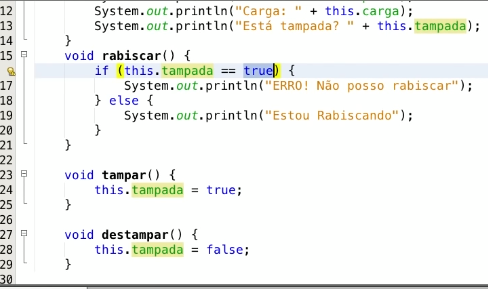 12 System.out.println("Carga: " + this.carga);
13 System.out.println("Está tampada? " + this.tampada);
14 }
15 void rabiscar() {
if (this.tampada == true) {
17 System.out.println("ERRO! Não posso rabiscar");
18 } else {
19 System.out.println("Estou Rabiscando");
20 }
21 }
22
23 void tampar() {
24 this.tampada = true;
25 }
26
27 void destampar() {
28 this.tampada = false;
29 }
30